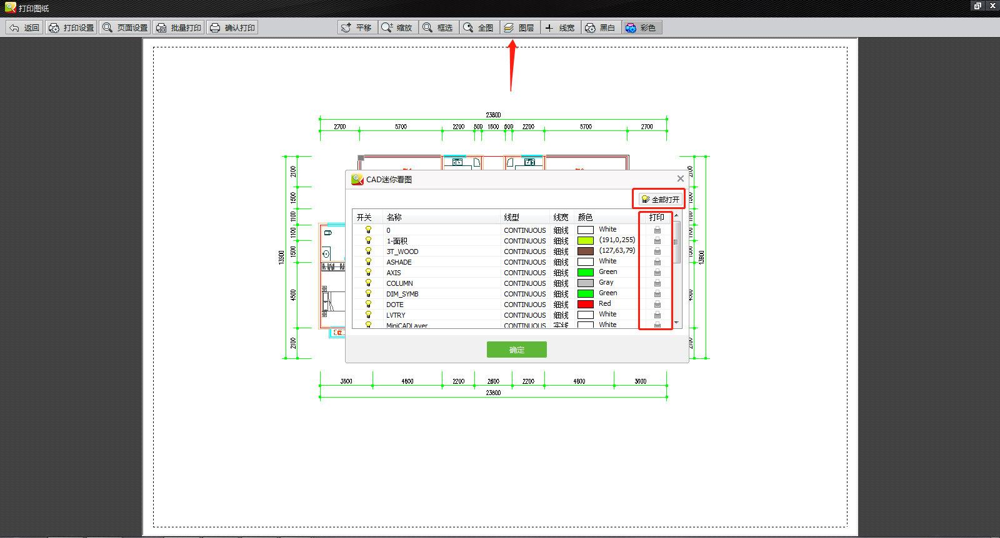 打印图纸
返回 打印设置 页面设置 批量打印 确认打印 平移 缩放 框选 全图 图层 线宽 黑白 彩色
23800
2700 5700 2200 500 1600 500 2200 5700 2700
2100
1500
1100
1100
1500
13900
4500
2100
CAD迷你看图
全部打开
开关 名称 线型 线宽 颜色 打印
0 CONTINUOUS 细线 White
1-面积 CONTINUOUS 细线 (191,0,255)
3T_WOOD CONTINUOUS 细线 (127,63,79)
ASHADE CONTINUOUS 细线 White
AXIS CONTINUOUS 细线 Green
COLUMN CONTINUOUS 细线 Gray
DIM_SYMB CONTINUOUS 细线 Green
DOTE CONTINUOUS 细线 Red
LVTRY CONTINUOUS 细线 White
MiniCADLayer CONTINUOUS 实线 White
确定
2100
1500
1100
1100
1500
13900
4500
2100
3600 4800 2200 2600 2200 4800 3600
23800